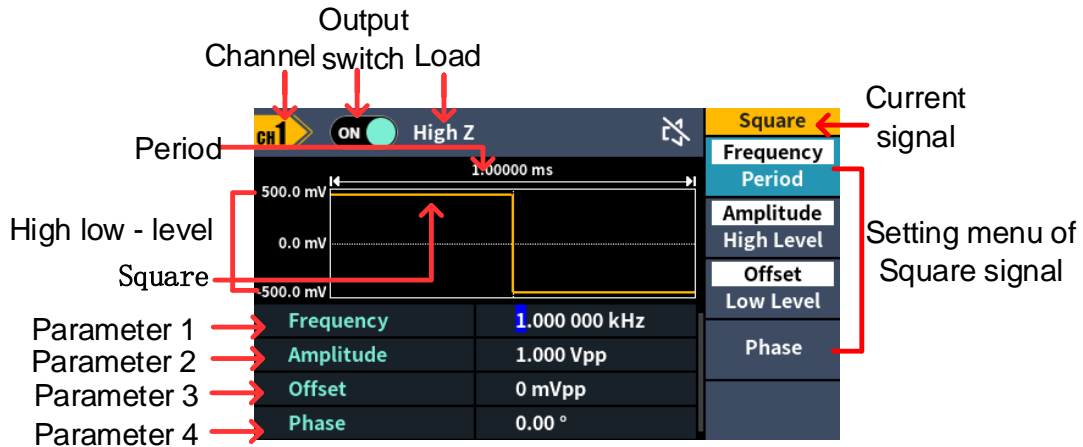 Output
Channel switch Load
Current
signal
CH1 ON High Z
Square
Period
1.00000 ms
Frequency
Period
500.0 mV
Amplitude
High Level
High low - level
0.0 mV
Setting menu of
Square signal
Square
Offset
Low Level
-500.0 mV
Parameter 1
Frequency 1.000 000 kHz
Phase
Parameter 2
Amplitude 1.000 Vpp
Parameter 3
Offset 0 mVpp
Parameter 4
Phase 0.00 °